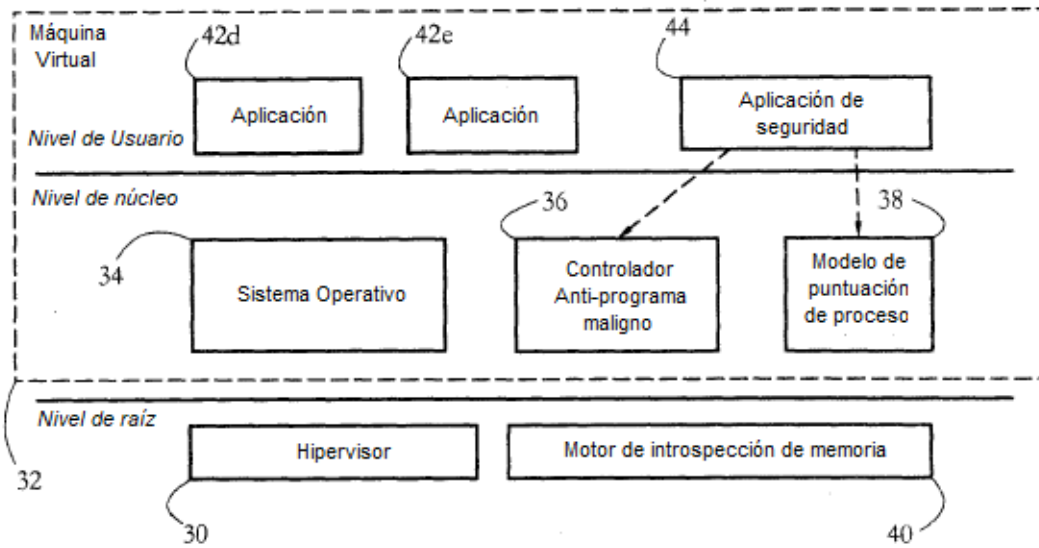 Máquina
Virtual
42d
42e
44
Aplicación
Aplicación
Aplicación de
seguridad
Nivel de Usuario
Nivel de núcleo
36
38
34
Sistema Operativo
Controlador
Anti-programa
maligno
Modelo de
puntuación
de proceso
Nivel de raíz
Hipervisor
Motor de introspección de memoria
32
30
40